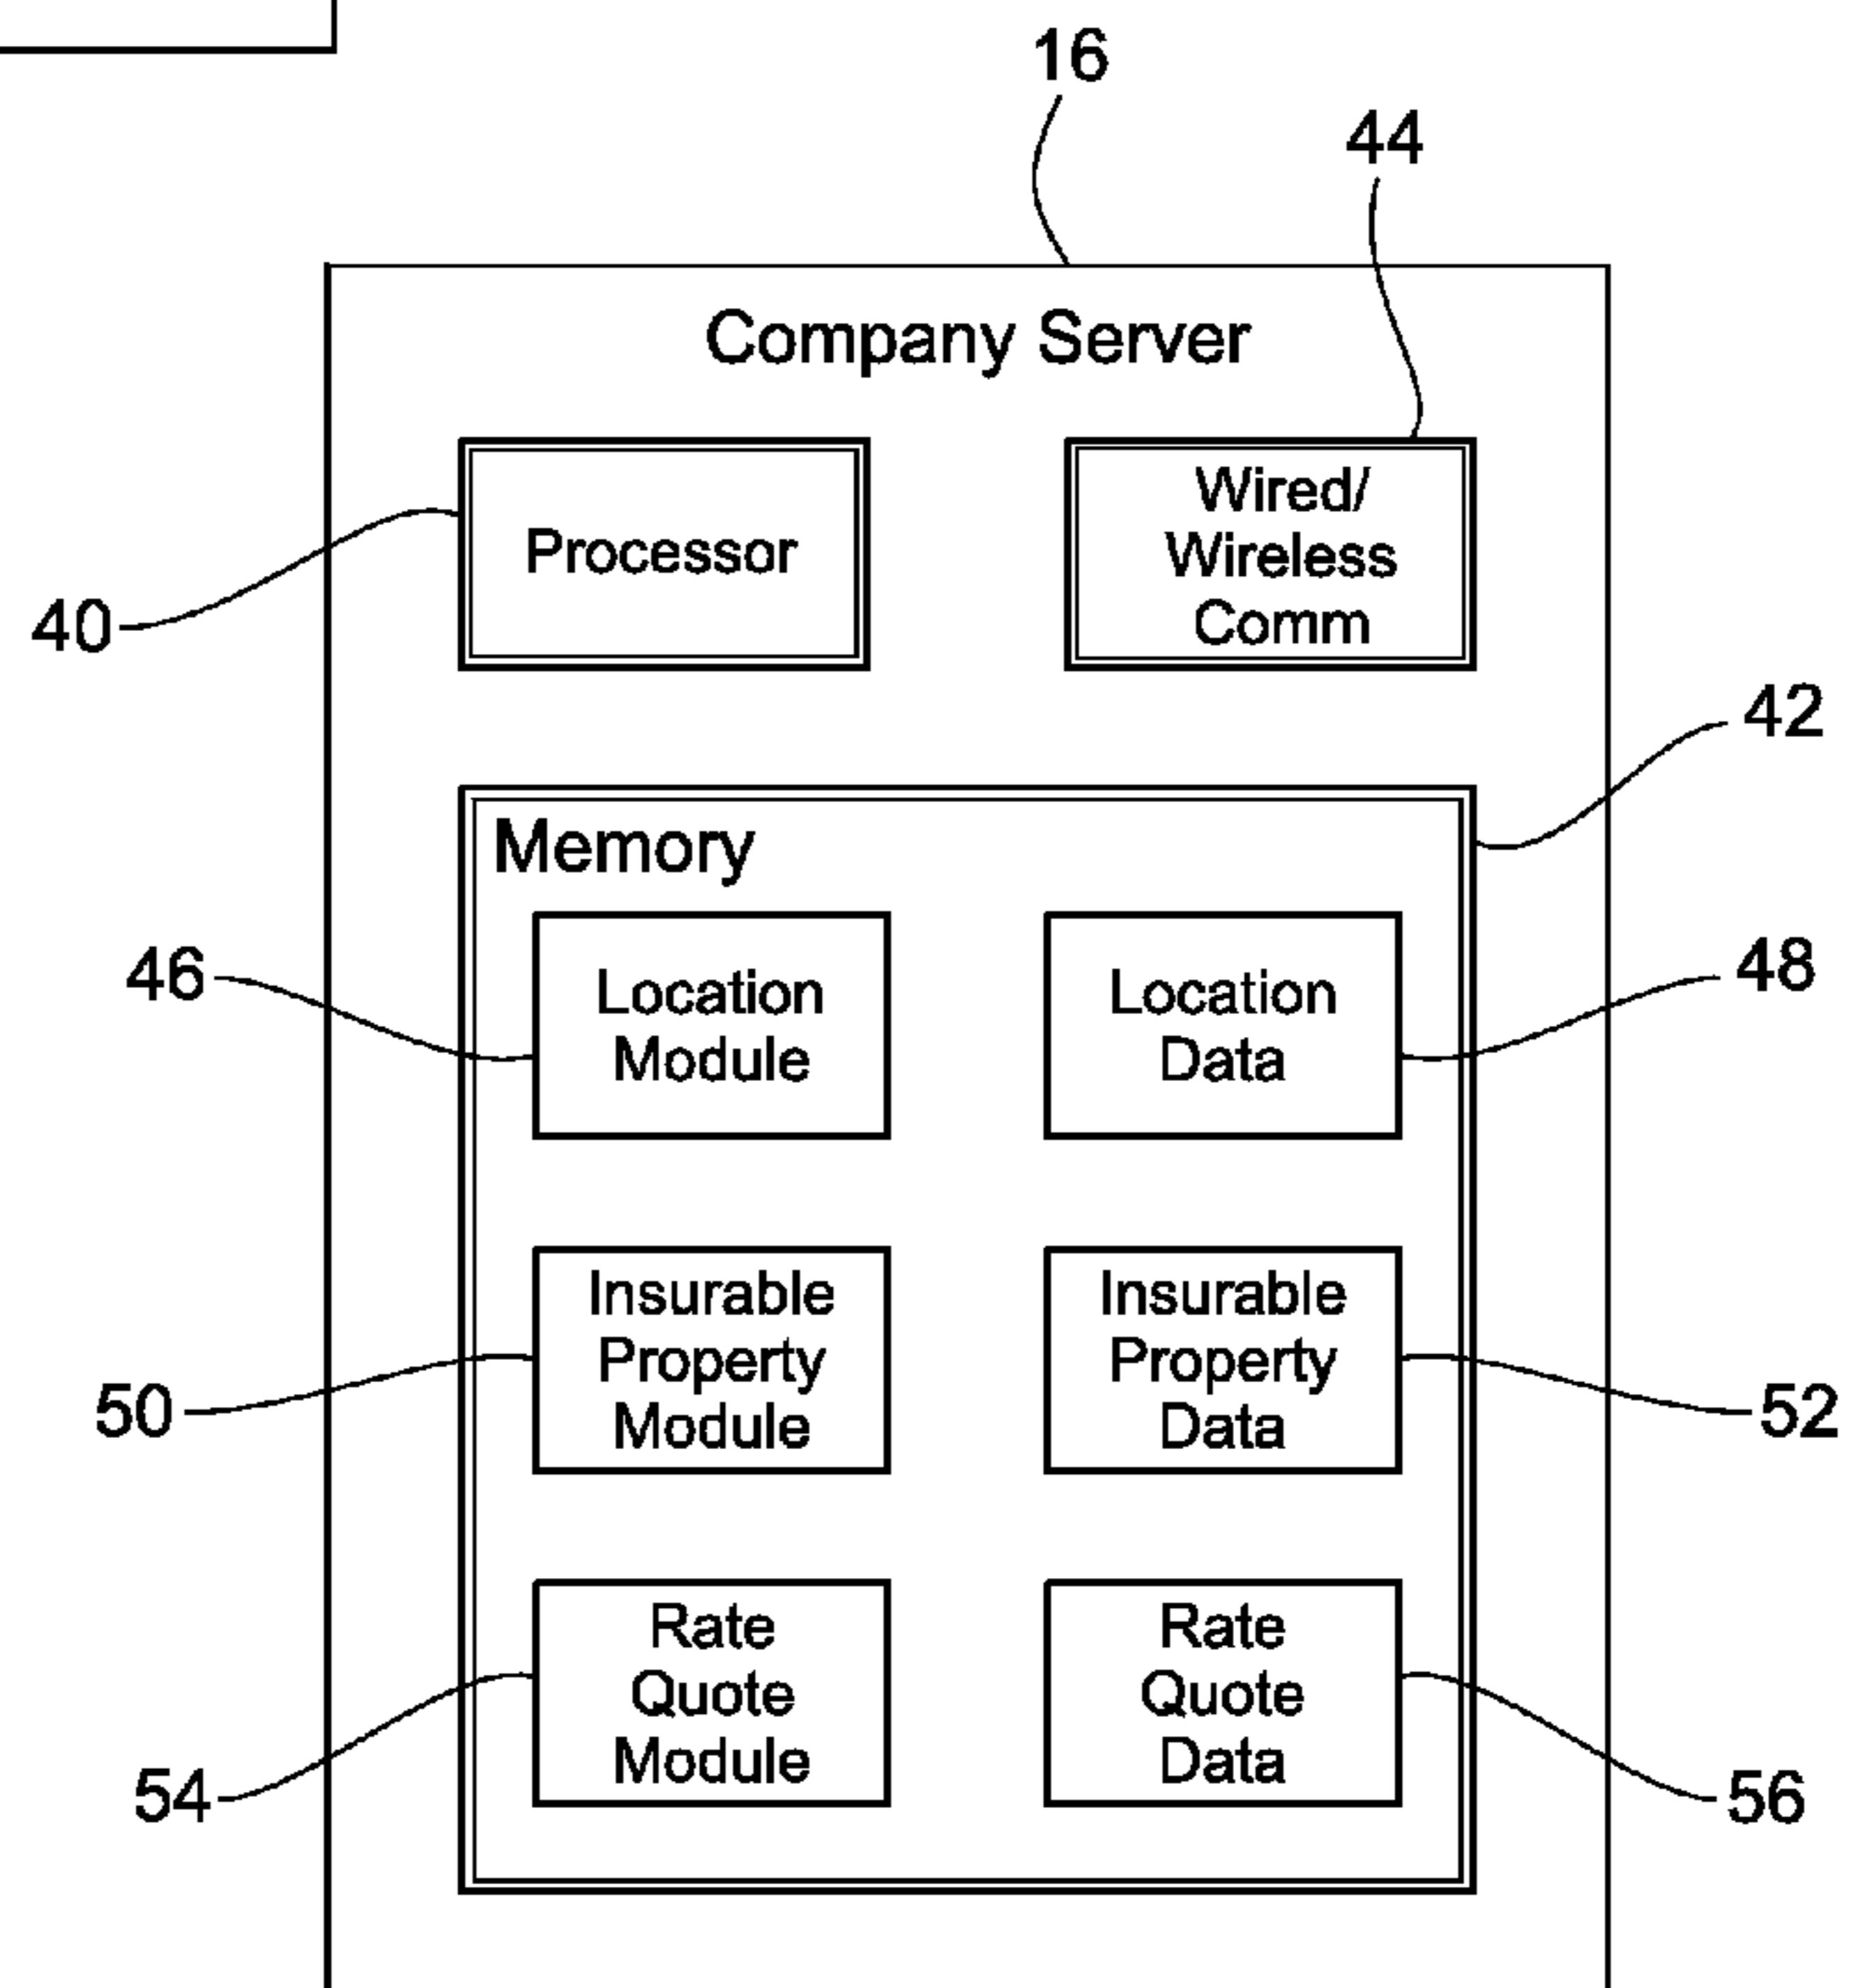 16
44
Company Server
Wired/
Wireless
Comm
Processor
40
42
Memory
46
Location
Module
Location
Data
48
50
Insurable
Property
Module
Insurable
Property
Data
52
54
Rate
Quote
Module
Rate
Quote
Data
56